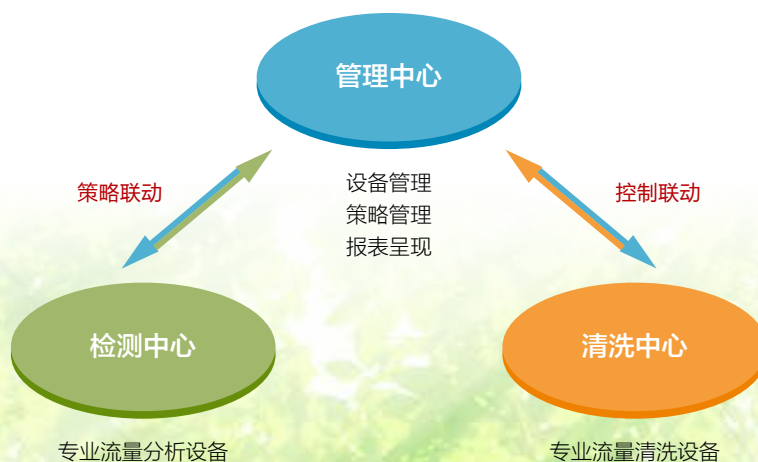 管理中心
策略联动
设备管理
策略管理
报表呈现
控制联动
检测中心
清洗中心
专业流量分析设备
专业流量清洗设备